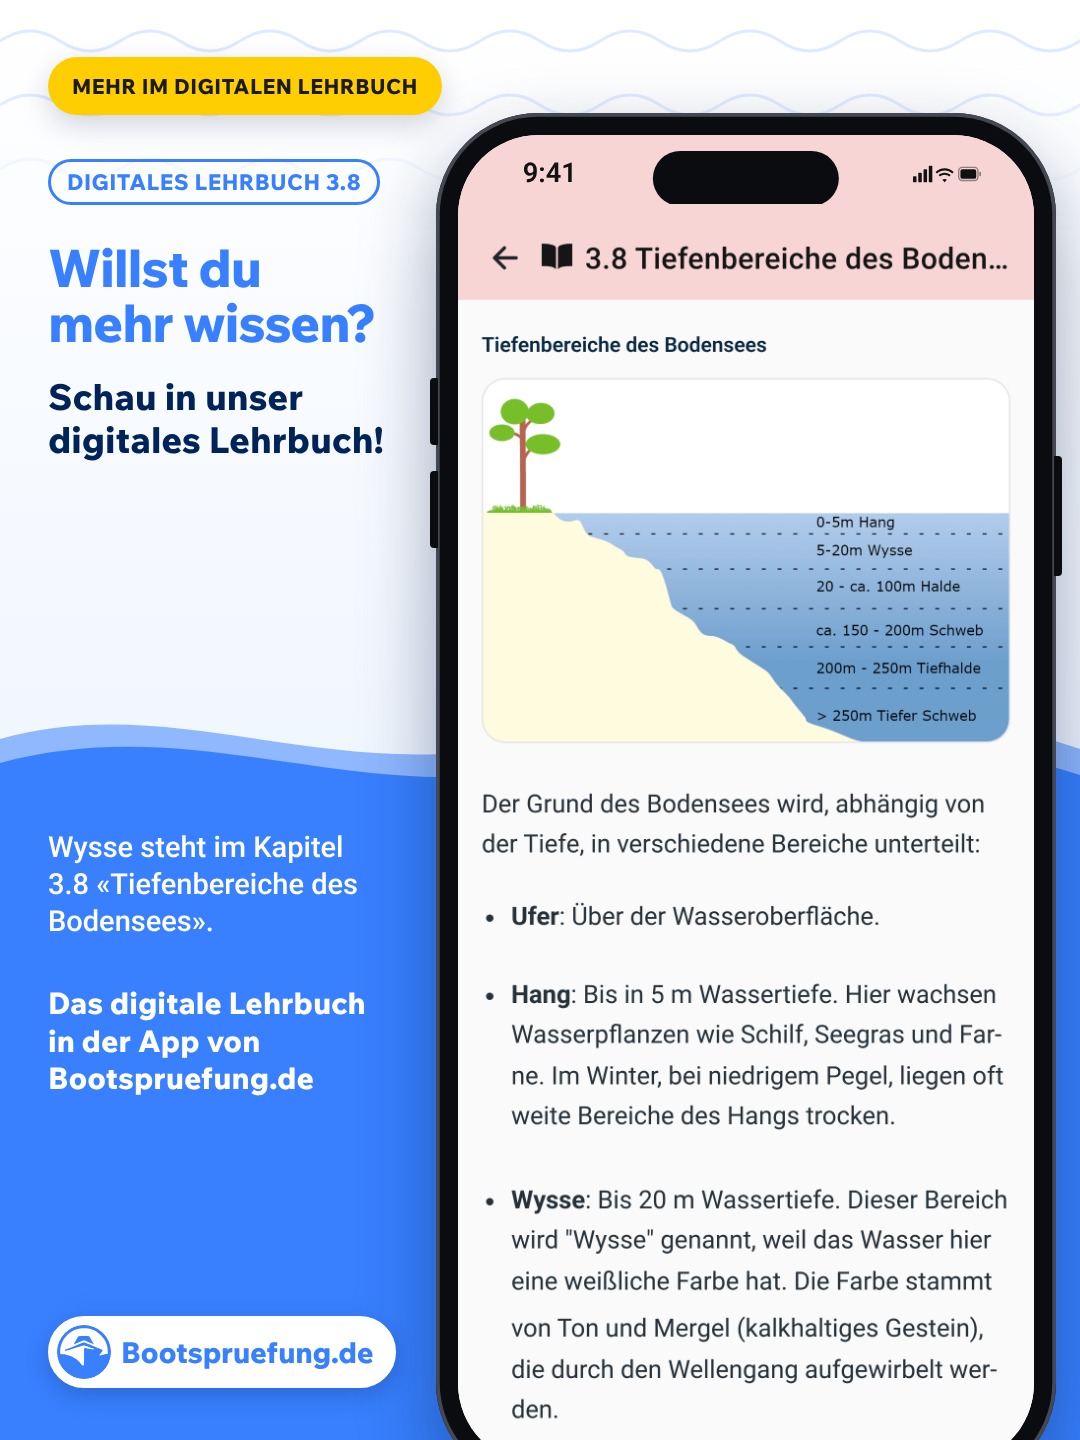 MEHR IM DIGITALEN LEHRBUCH
DIGITALES LEHRBUCH 3.8
Willst du
mehr wissen?
Schau in unser
digitales Lehrbuch!
Wysse steht im Kapitel
3.8 «Tiefenbereiche des
Bodensees».
Das digitale Lehrbuch
in der App von
Bootspruefung.de
Bootspruefung.de
9:41
3.8 Tiefenbereiche des Boden...
Tiefenbereiche des Bodensees
0-5m Hang
5-20m Wysse
20 - ca. 100m Halde
ca. 150 - 200m Schweb
200m - 250m Tiefhalde
> 250m Tiefer Schweb
Der Grund des Bodensees wird, abhängig von
der Tiefe, in verschiedene Bereiche unterteilt:
• Ufer: Über der Wasseroberfläche.
• Hang: Bis in 5 m Wassertiefe. Hier wachsen
Wasserpflanzen wie Schilf, Seegras und Far-
ne. Im Winter, bei niedrigem Pegel, liegen oft
weite Bereiche des Hangs trocken.
• Wysse: Bis 20 m Wassertiefe. Dieser Bereich
wird "Wysse" genannt, weil das Wasser hier
eine weißliche Farbe hat. Die Farbe stammt
von Ton und Mergel (kalkhaltiges Gestein),
die durch den Wellengang aufgewirbelt wer-
den.